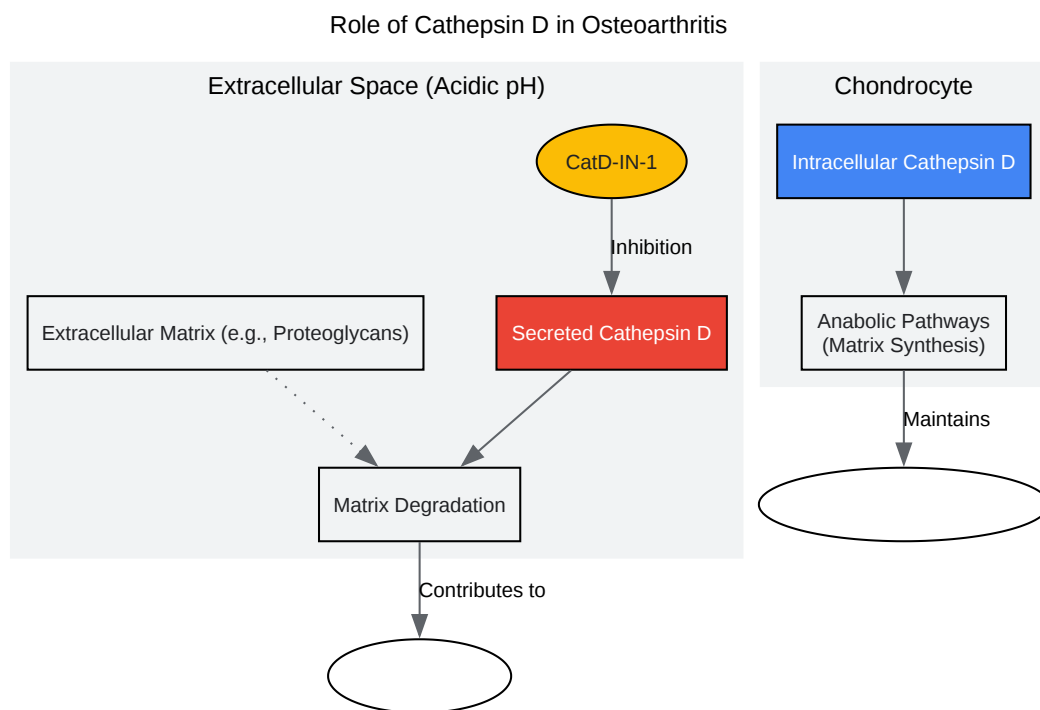 Role of Cathepsin D in Osteoarthritis
Extracellular Space (Acidic pH)
Chondrocyte
CatD-IN-1
Intracellular Cathepsin D
Inhibition
Extracellular Matrix (e.g., Proteoglycans)
Secreted Cathepsin D
Anabolic Pathways
(Matrix Synthesis)
Maintains
Matrix Degradation
Contributes to